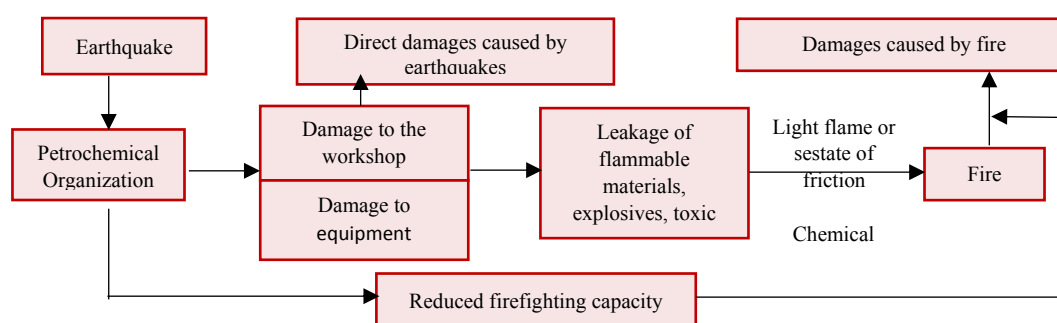 Earthquake
Direct damages caused by
earthquakes
Damages caused by fire
Petrochemical
Organization
Damage to the
workshop
Damage to
equipment
Leakage of
flammable
materials,
explosives, toxic
Light flame or
sestate of
friction
Chemical
Fire
Reduced firefighting capacity